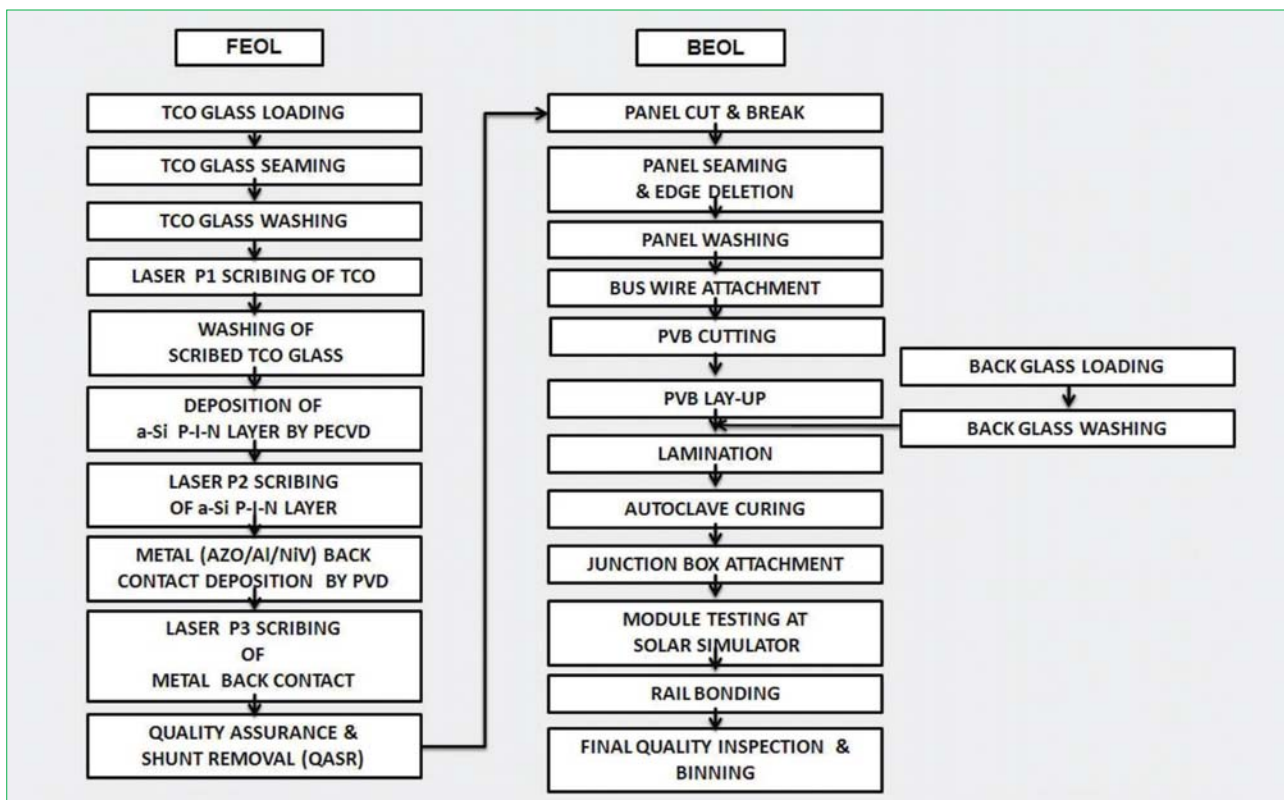 FEOL
TCO GLASS LOADING
TCO GLASS SEAMING
TCO GLASS WASHING
LASER P1 SCRIBING OF TCO
WASHING OF
SCRIBED TCO GLASS
DEPOSITION OF
a-Si P-I-N LAYER BY PECVD
LASER P2 SCRIBING
OF a-Si P-I-N LAYER
METAL (AZO/Al/NiV) BACK
CONTACT DEPOSITION BY PVD
LASER P3 SCRIBING
OF
METAL BACK CONTACT
QUALITY ASSURANCE &
SHUNT REMOVAL (QASR)
BEOL
PANEL CUT & BREAK
PANEL SEAMING
& EDGE DELETION
PANEL WASHING
BUS WIRE ATTACHMENT
PVB CUTTING
PVB LAY-UP
LAMINATION
AUTOCLAVE CURING
JUNCTION BOX ATTACHMENT
MODULE TESTING AT
SOLAR SIMULATOR
RAIL BONDING
FINAL QUALITY INSPECTION &
BINNING
BACK GLASS LOADING
BACK GLASS WASHING